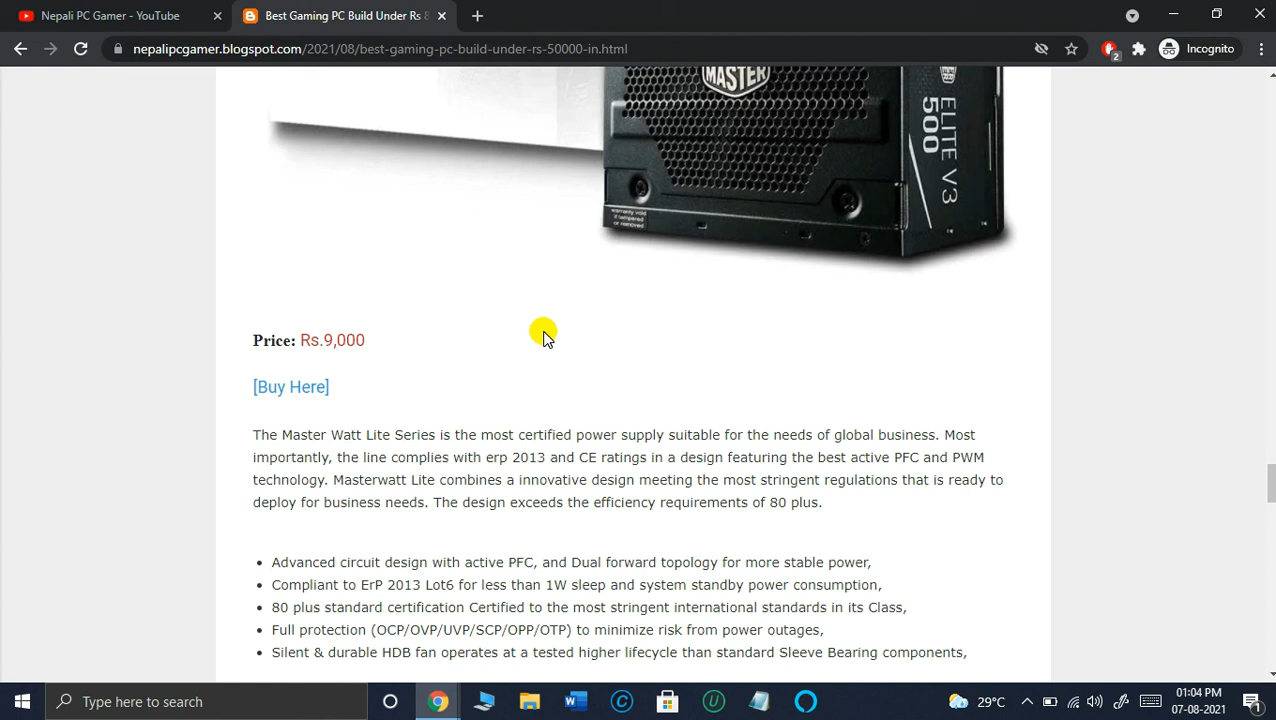 Nepali PC Gamer - YouTube
Best Gaming PC Build Under Rs 8
nepalipcgamer.blogspot.com/2021/08/best-gaming-pc-build-under-rs-50000-in.html
2
Incognito
MASTER
ELITE V3
500
warranty void
if tampered
or removed
Price: Rs.9,000
[Buy Here]
The Master Watt Lite Series is the most certified power supply suitable for the needs of global business. Most
importantly, the line complies with erp 2013 and CE ratings in a design featuring the best active PFC and PWM
technology. Masterwatt Lite combines a innovative design meeting the most stringent regulations that is ready to
deploy for business needs. The design exceeds the efficiency requirements of 80 plus.
• Advanced circuit design with active PFC, and Dual forward topology for more stable power,
• Compliant to ErP 2013 Lot6 for less than 1W sleep and system standby power consumption,
• 80 plus standard certification Certified to the most stringent international standards in its Class,
• Full protection (OCP/OVP/UVP/SCP/OPP/OTP) to minimize risk from power outages,
• Silent & durable HDB fan operates at a tested higher lifecycle than standard Sleeve Bearing components,
Type here to search
29°C
01:04 PM
07-08-2021
1